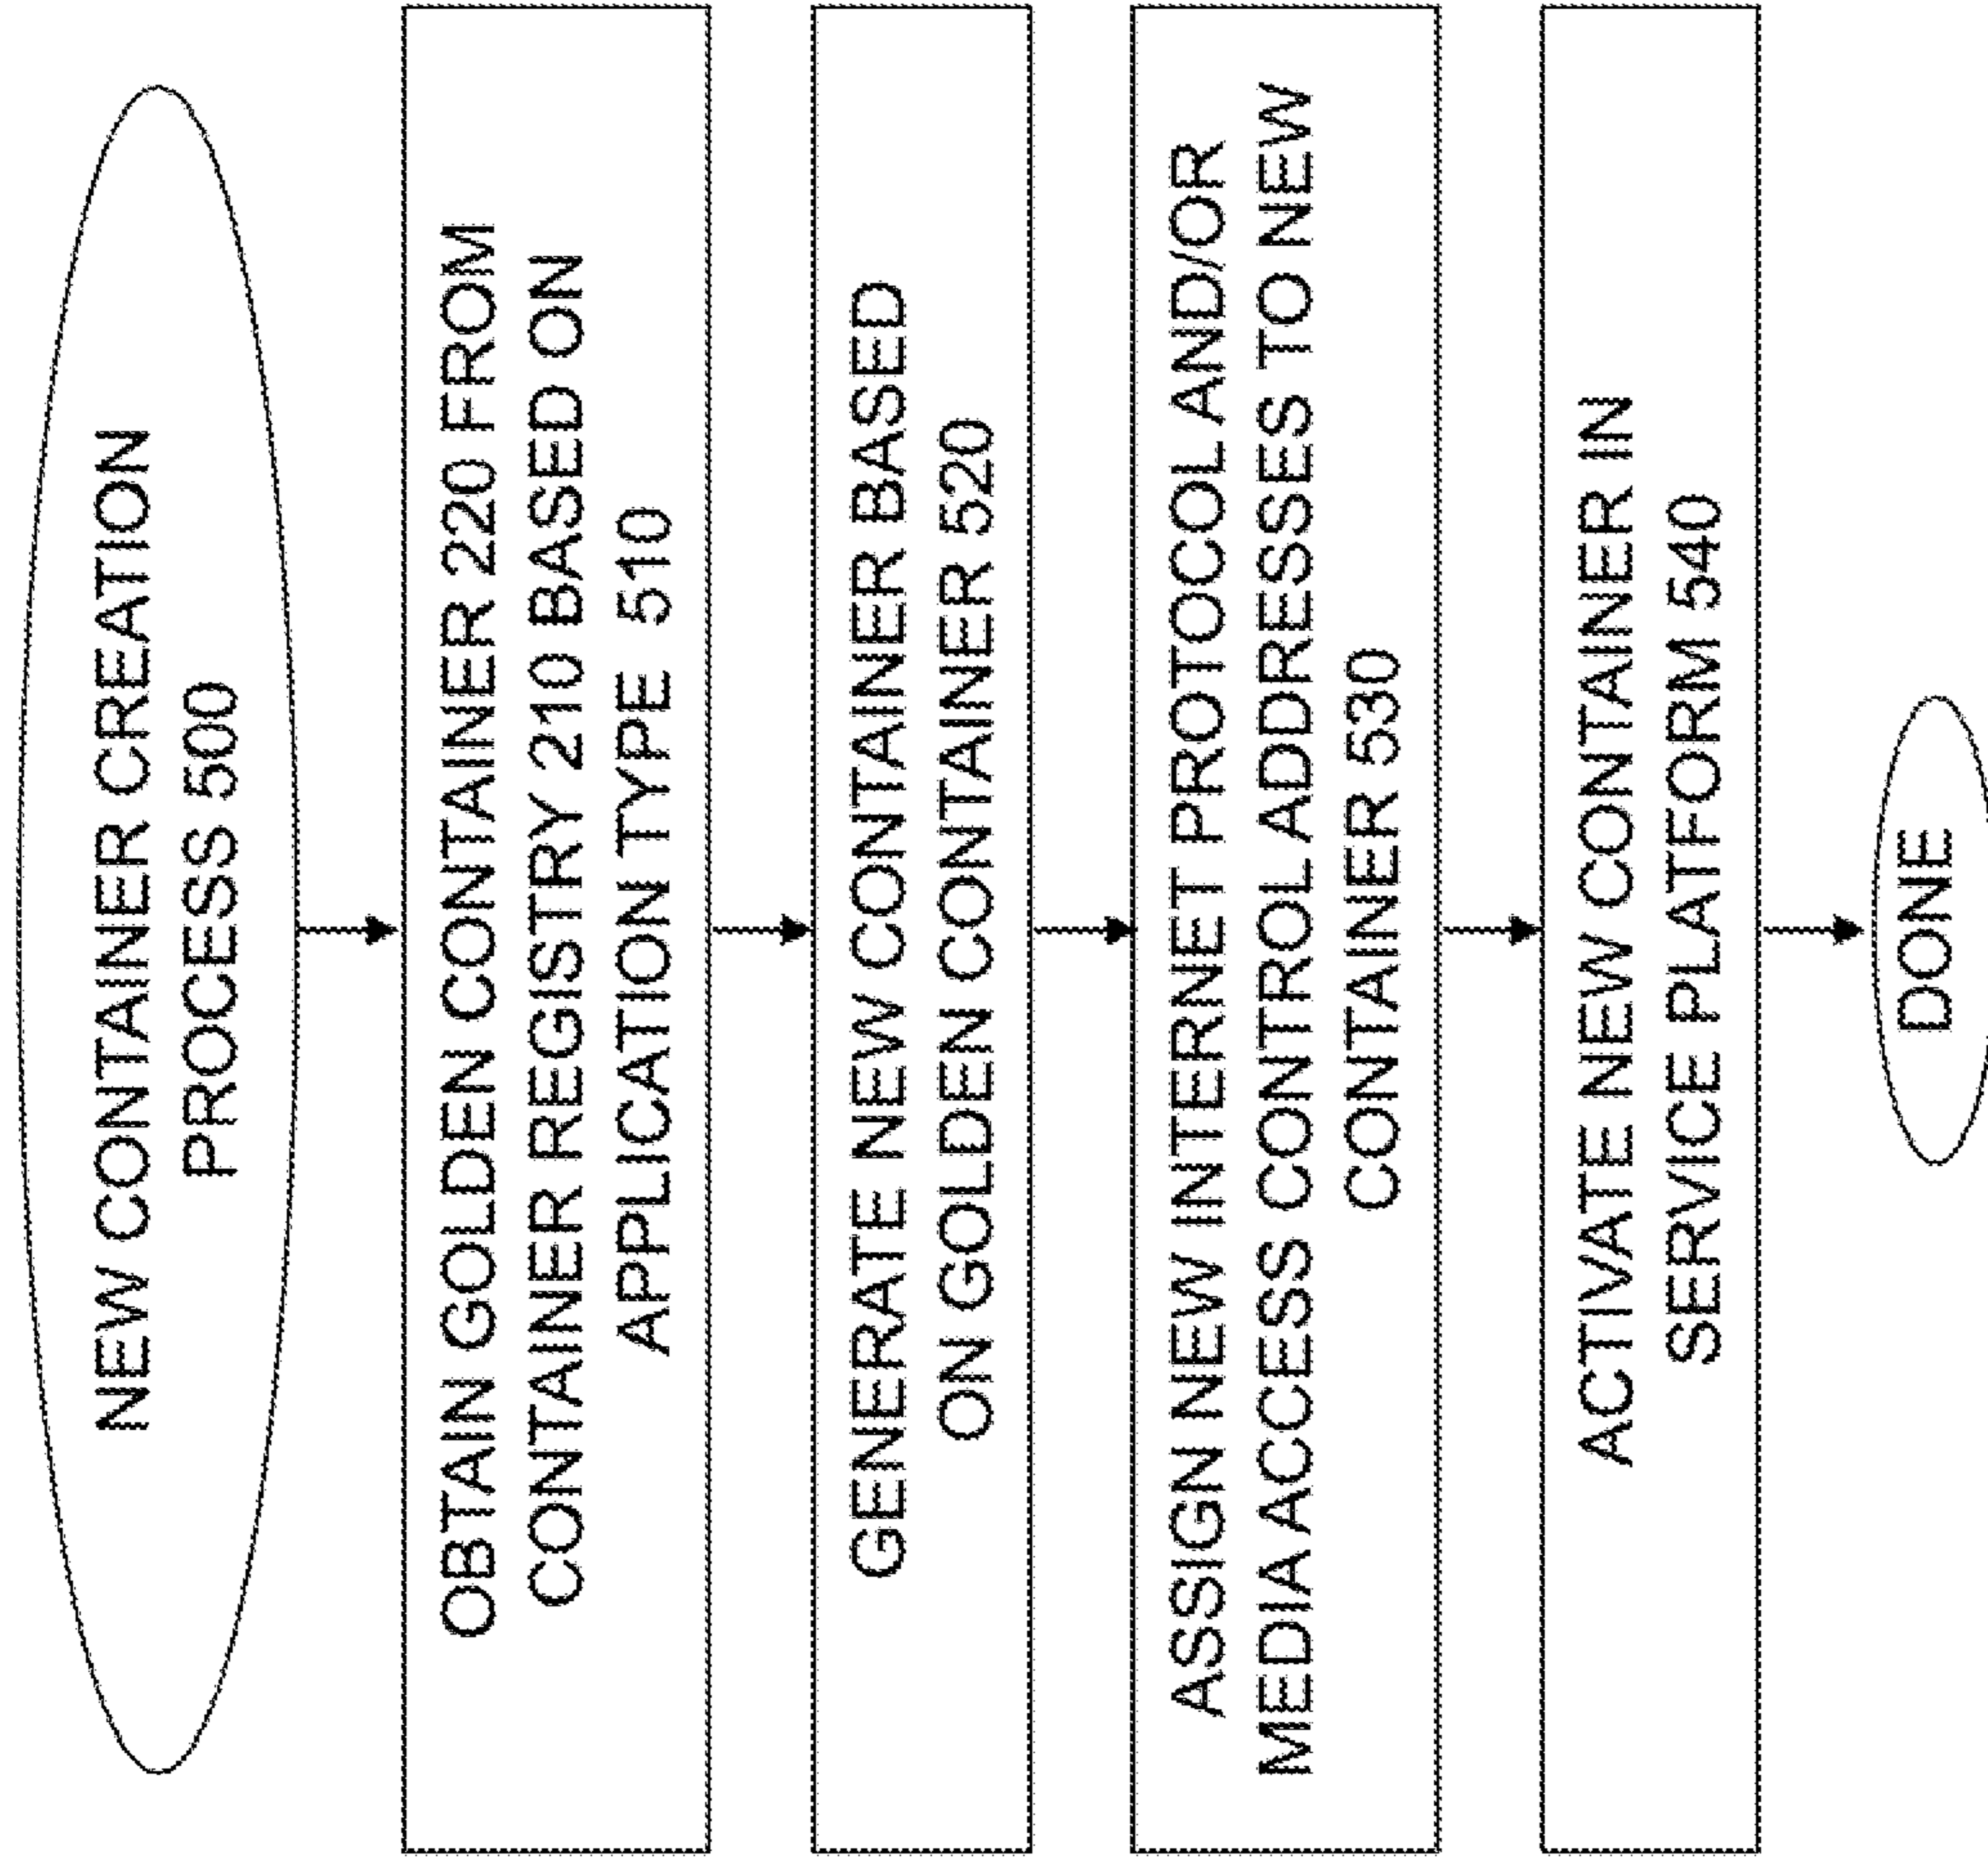 NEW CONTAINER CREATION
PROCESS 500
OBTAIN GOLDEN CONTAINER 220 FROM
CONTAINER REGISTRY 210 BASED ON
APPLICATION TYPE 510
GENERATE NEW CONTAINER BASED
ON GOLDEN CONTAINER 520
ASSIGN NEW INTERNET PROTOCOL AND/OR
MEDIA ACCESS CONTROL ADDRESSES TO NEW
CONTAINER 530
ACTIVATE NEW CONTAINER IN
SERVICE PLATFORM 540
DONE